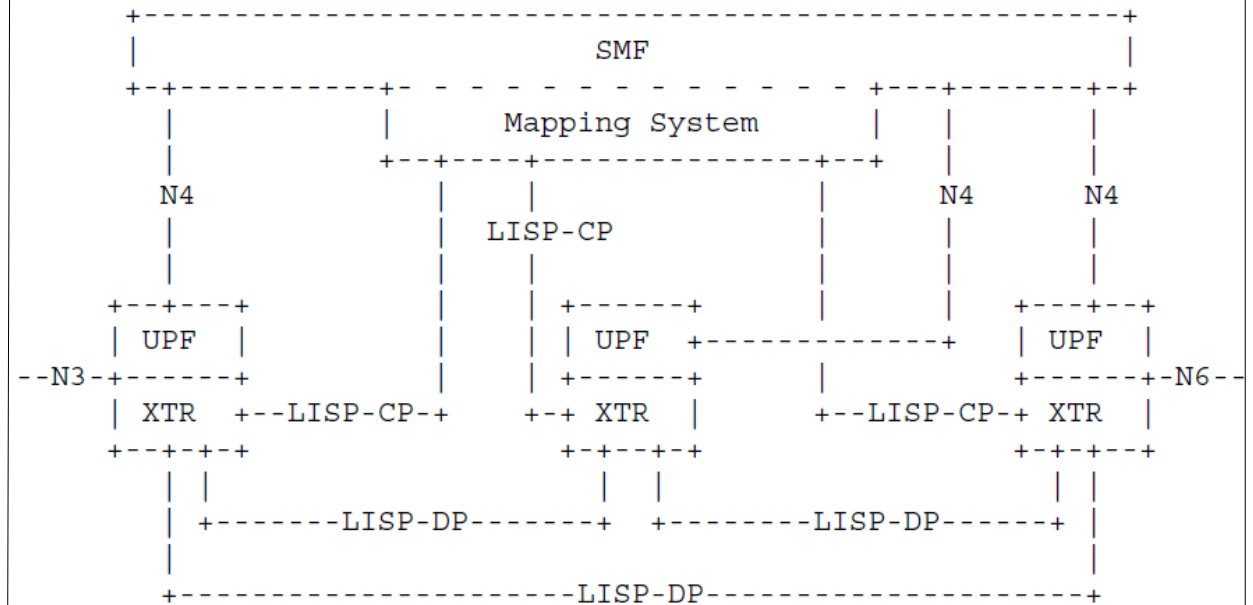 SMF
Mapping System
N4 N4 N4
LISP-CP
UPF UPF UPF
--N3- -N6--
XTR --LISP-CP- XTR --LISP-CP- XTR
-------LISP-DP------- --------LISP-DP------
----------------------LISP-DP---------------------